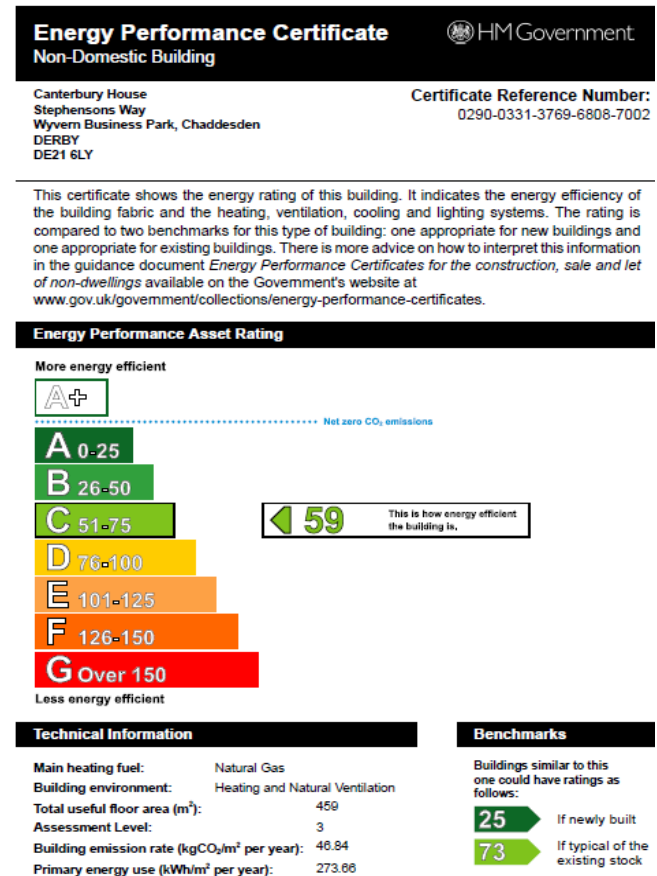 Energy Performance Certificate
HM Government
Non-Domestic Building
Canterbury House
Stephensons Way
Wyvern Business Park, Chaddesden
DERBY
DE21 6LY
Certificate Reference Number:
0290-0331-3769-6808-7002
This certificate shows the energy rating of this building. It indicates the energy efficiency of
the building fabric and the heating, ventilation, cooling and lighting systems. The rating is
compared to two benchmarks for this type of building: one appropriate for new buildings and
one appropriate for existing buildings. There is more advice on how to interpret this information
in the guidance document Energy Performance Certificates for the construction, sale and let
of non-dwellings available on the Government's website at
www.gov.uk/government/collections/energy-performance-certificates.
Energy Performance Asset Rating
More energy efficient
A+
Net zero CO₂ emissions
A 0-25
B 26-50
C 51-75
59
This is how energy efficient
the building is.
D 76-100
E 101-125
F 126-150
G Over 150
Less energy efficient
Technical Information
Main heating fuel: Natural Gas
Building environment: Heating and Natural Ventilation
Total useful floor area (m²): 459
Assessment Level: 3
Building emission rate (kgCO₂/m² per year): 46.84
Primary energy use (kWh/m² per year): 273.66
Benchmarks
Buildings similar to this
one could have ratings as
follows:
25 If newly built
73 If typical of the
existing stock